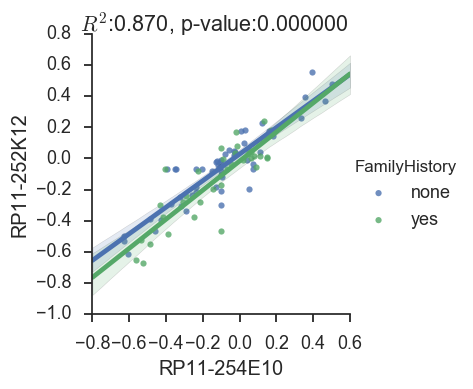 R²:0.870, p-value:0.000000
0.8
0.6
0.4
0.2
0.0
−0.2
−0.4
−0.6
−0.8
−1.0
RP11-252K12
−0.8 −0.6 −0.4 −0.2 0.0 0.2 0.4 0.6
RP11-254E10
FamilyHistory
none
yes